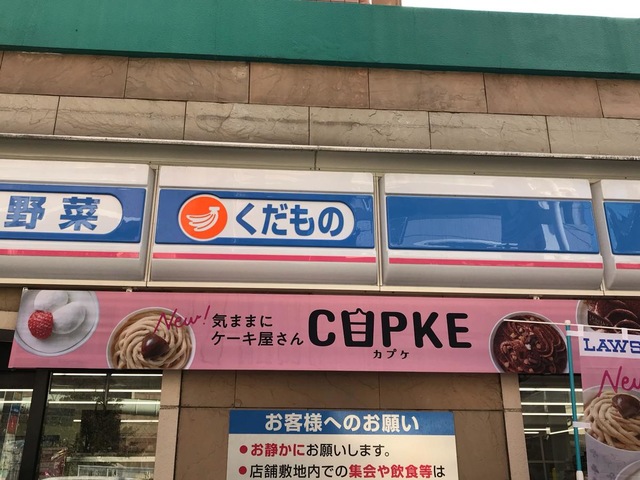 野菜
くだもの
New!
気ままに
ケーキ屋さん
CUPKE
カプケ
LAWS
New
お客様へのお願い
●お静かにお願いします。
●店舗敷地内での集会や飲食等は